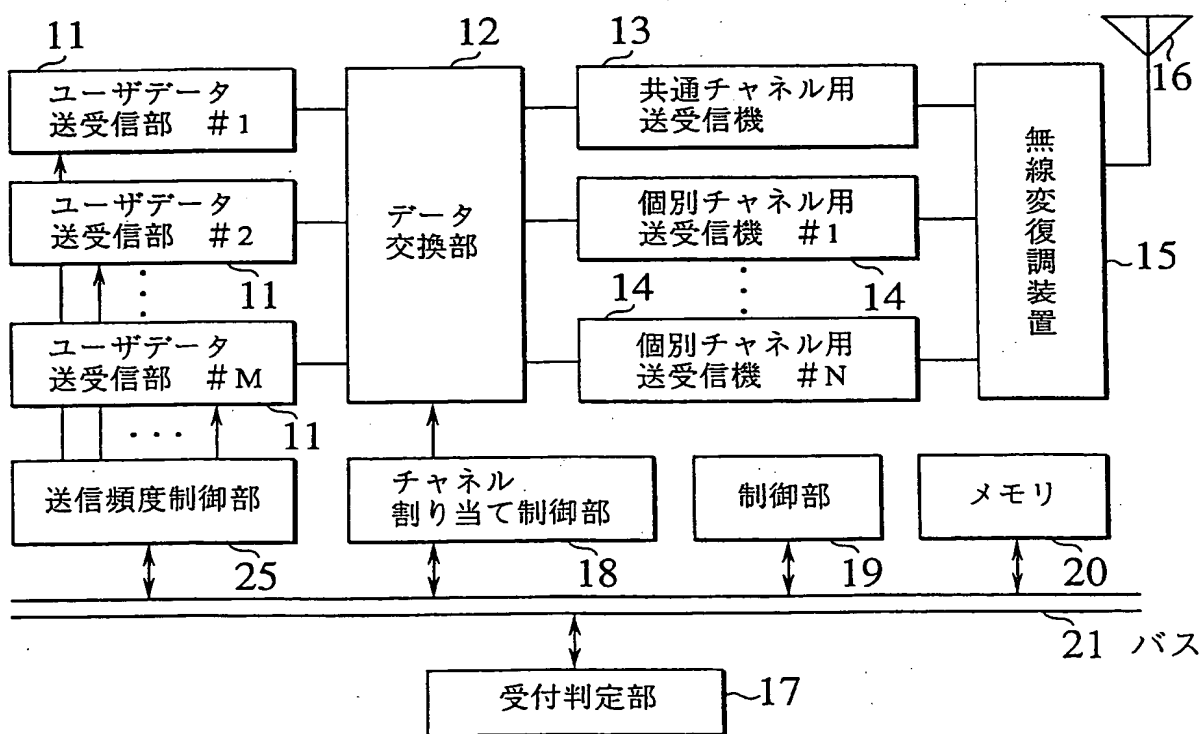 11
ユーザデータ
送受信部 #1
12
データ
交換部
13
共通チャネル用
送受信機
16
無線変復調装置
15
ユーザデータ
送受信部 #2
11
個別チャネル用
送受信機 #1
14
ユーザデータ
送受信部 #M
11
14
個別チャネル用
送受信機 #N
送信頻度制御部
25
チャネル
割り当て制御部
18
制御部
19
メモリ
20
21 バス
受付判定部
17